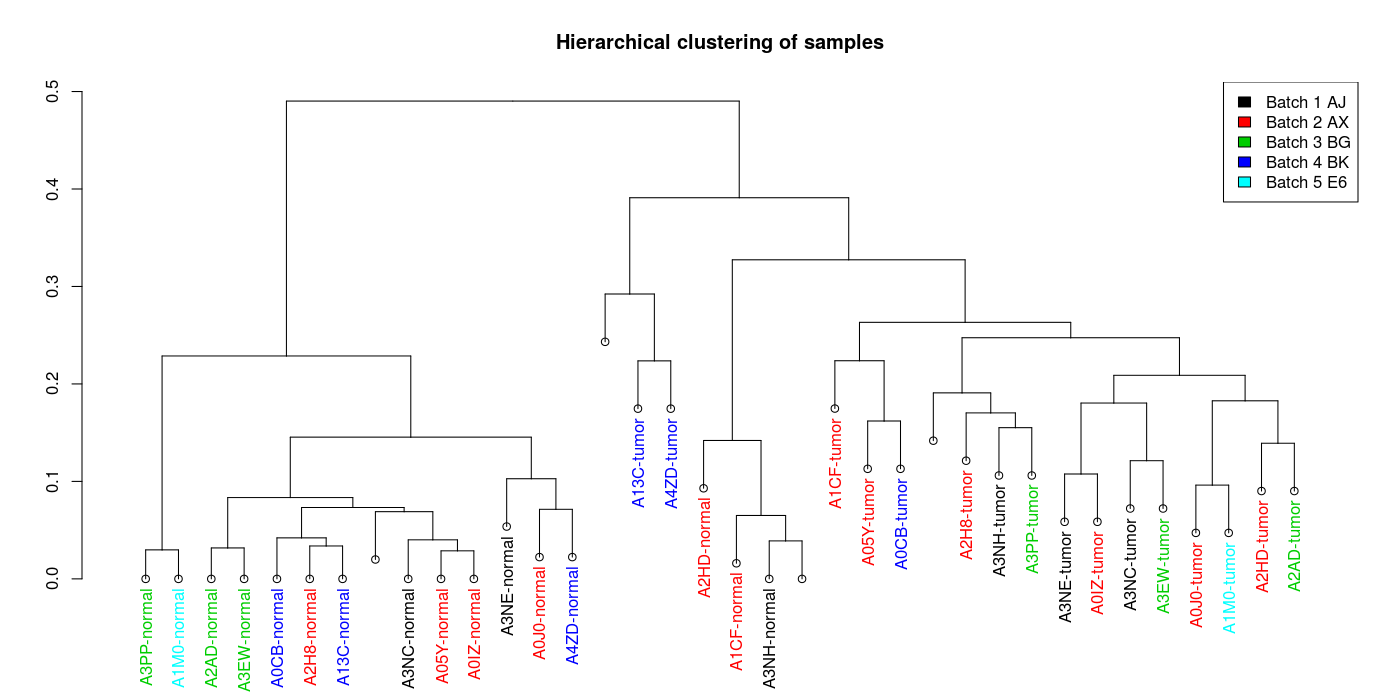 Hierarchical clustering of samples
0.5
0.4
0.3
0.2
0.1
0.0
Batch 1 AJ
Batch 2 AX
Batch 3 BG
Batch 4 BK
Batch 5 E6
A3PP-normal
A1M0-normal
A2AD-normal
A3EW-normal
A0CB-normal
A2H8-normal
A13C-normal
A3NC-normal
A05Y-normal
A0IZ-normal
A3NE-normal
A0J0-normal
A4ZD-normal
A13C-tumor
A4ZD-tumor
A2HD-normal
A1CF-normal
A3NH-normal
A1CF-tumor
A05Y-tumor
A0CB-tumor
A2H8-tumor
A3NH-tumor
A3PP-tumor
A3NE-tumor
A0IZ-tumor
A3NC-tumor
A3EW-tumor
A0J0-tumor
A1M0-tumor
A2HD-tumor
A2AD-tumor